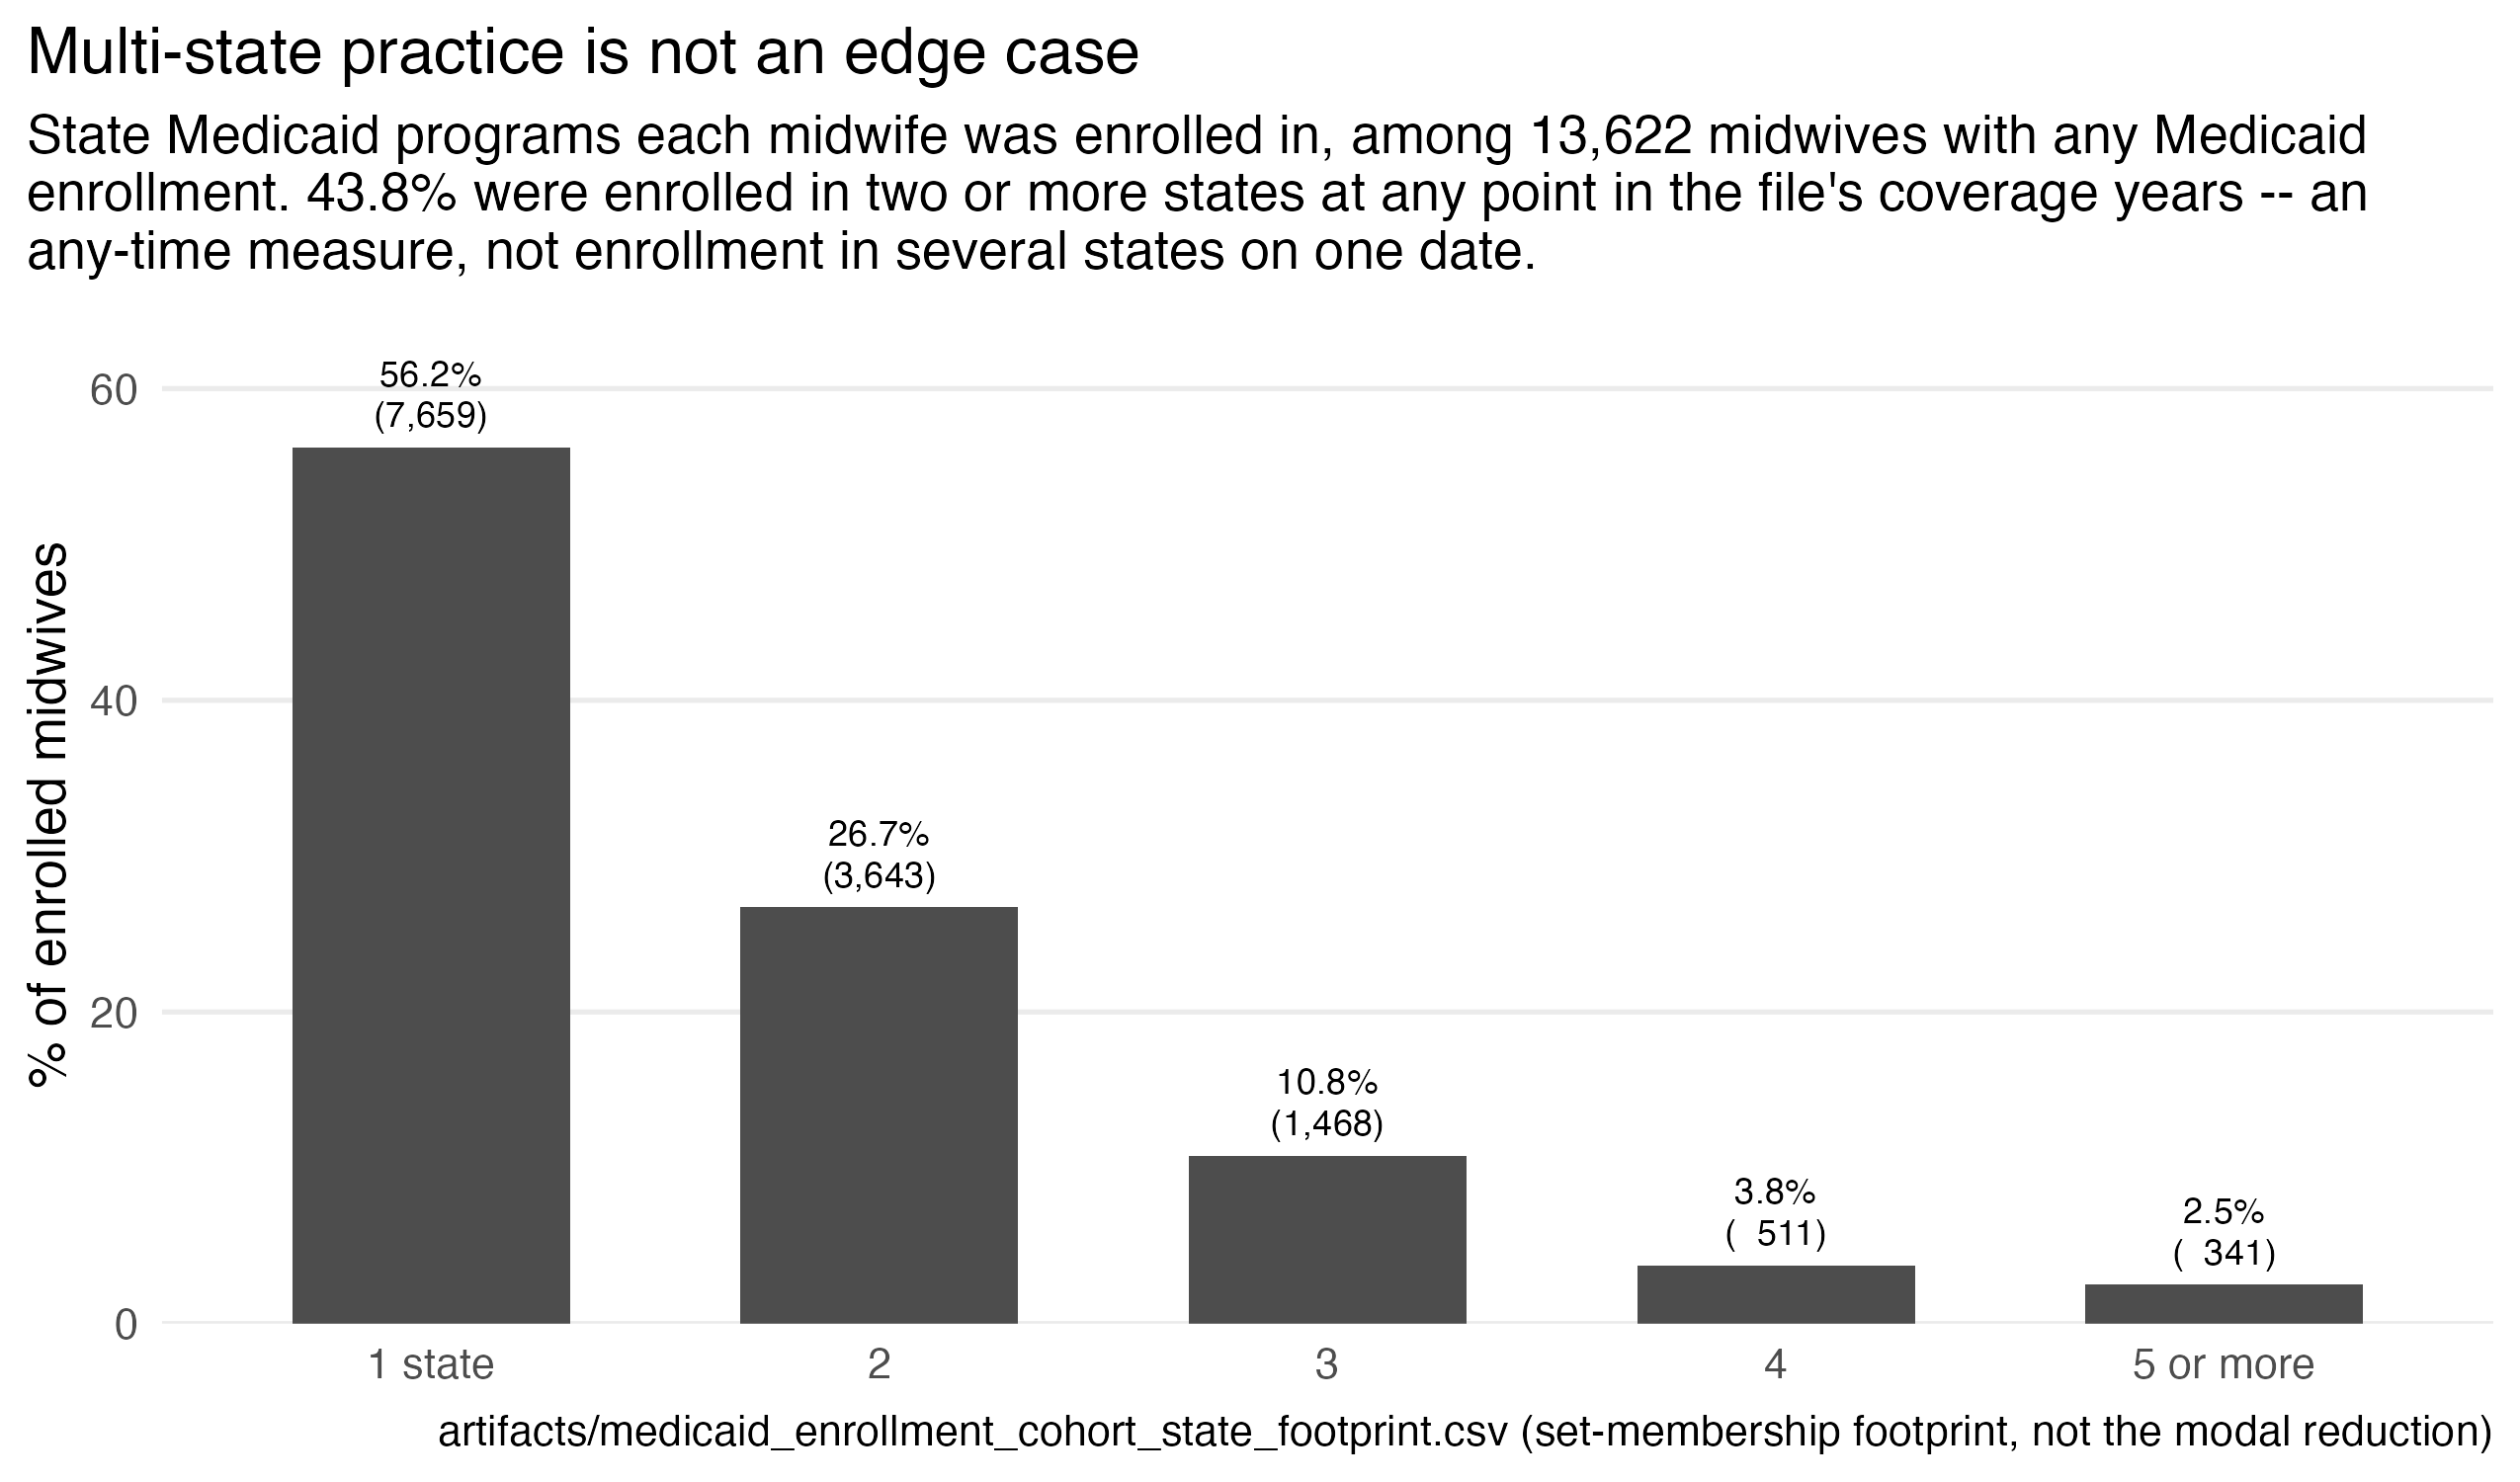 Multi-state practice is not an edge case
State Medicaid programs each midwife was enrolled in, among 13,622 midwives with any Medicaid
enrollment. 43.8% were enrolled in two or more states at any point in the file's coverage years -- an
any-time measure, not enrollment in several states on one date.
% of enrolled midwives
60
40
20
0
56.2%
(7,659)
26.7%
(3,643)
10.8%
(1,468)
3.8%
(  511)
2.5%
(  341)
1 state
2
3
4
5 or more
artifacts/medicaid_enrollment_cohort_state_footprint.csv (set-membership footprint, not the modal reduction)